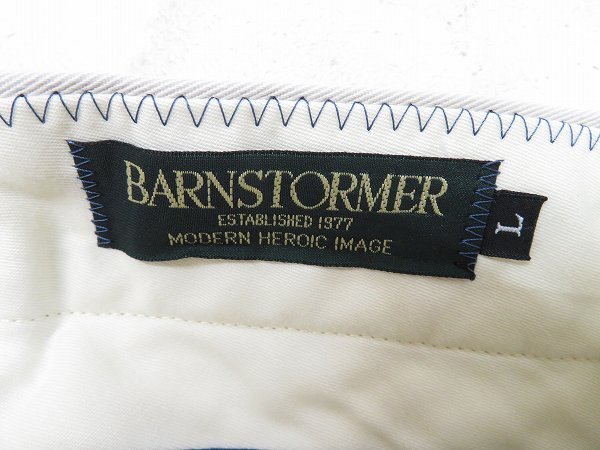 BARNSTORMER
ESTABLISHED 1977
MODERN HEROIC IMAGE
L